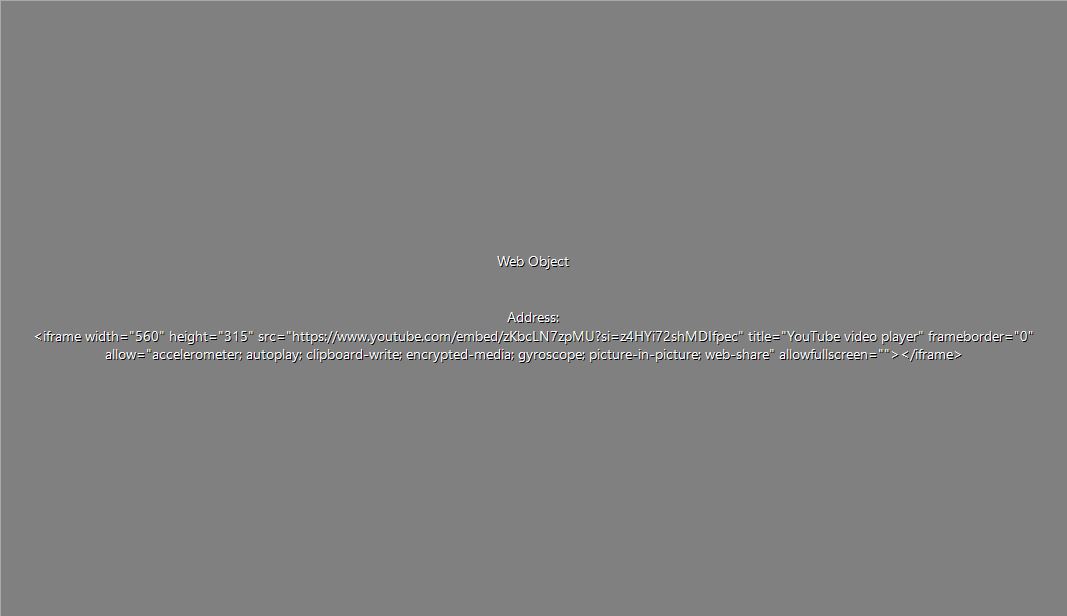 Web Object
Address:
<iframe width="560" height="315" src="https://www.youtube.com/embed/zKbcLN7zpMU?si=z4HYi72shMDIfpec" title="YouTube video player" frameborder="0"
allow="accelerometer; autoplay; clipboard-write; encrypted-media; gyroscope; picture-in-picture; web-share" allowfullscreen=""></iframe>